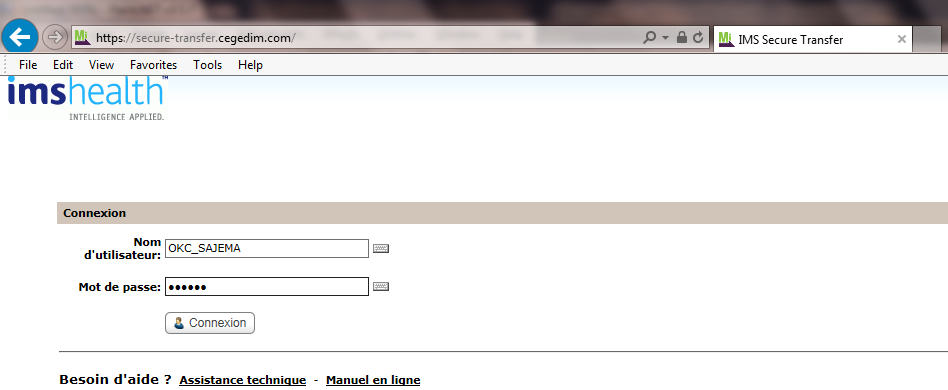 https://secure-transfer.cegedim.com/
IMS Secure Transfer
File Edit View Favorites Tools Help
imshealth™
INTELLIGENCE APPLIED.
Connexion
Nom
d'utilisateur: OKC_SAJEMA
Mot de passe: ••••••
Connexion
Besoin d'aide ? Assistance technique - Manuel en ligne